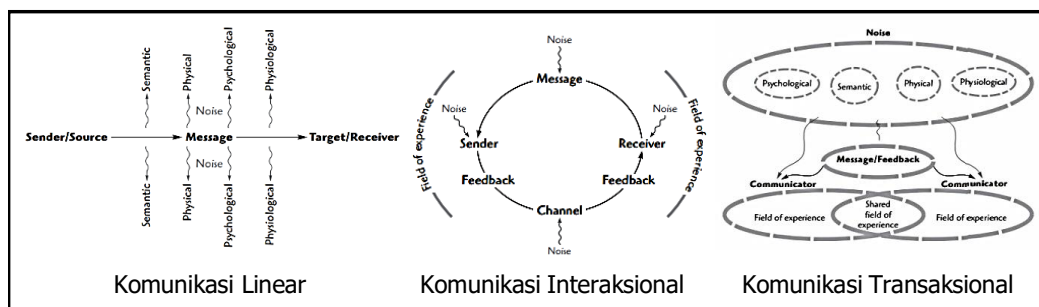 Semantic
Physical
Psychological
Physiological
Noise
Sender/Source
Message
Target/Receiver
Noise
Semantic
Physical
Psychological
Physiological
Komunikasi Linear
Noise
Message
Field of experience
Noise
Noise
Field of experience
Sender
Receiver
Feedback
Feedback
Channel
Noise
Komunikasi Interaksional
Noise
Psychological
Semantic
Physical
Physiological
Message/Feedback
Communicator
Communicator
Field of experience
Shared
field of
experience
Field of experience
Komunikasi Transaksional